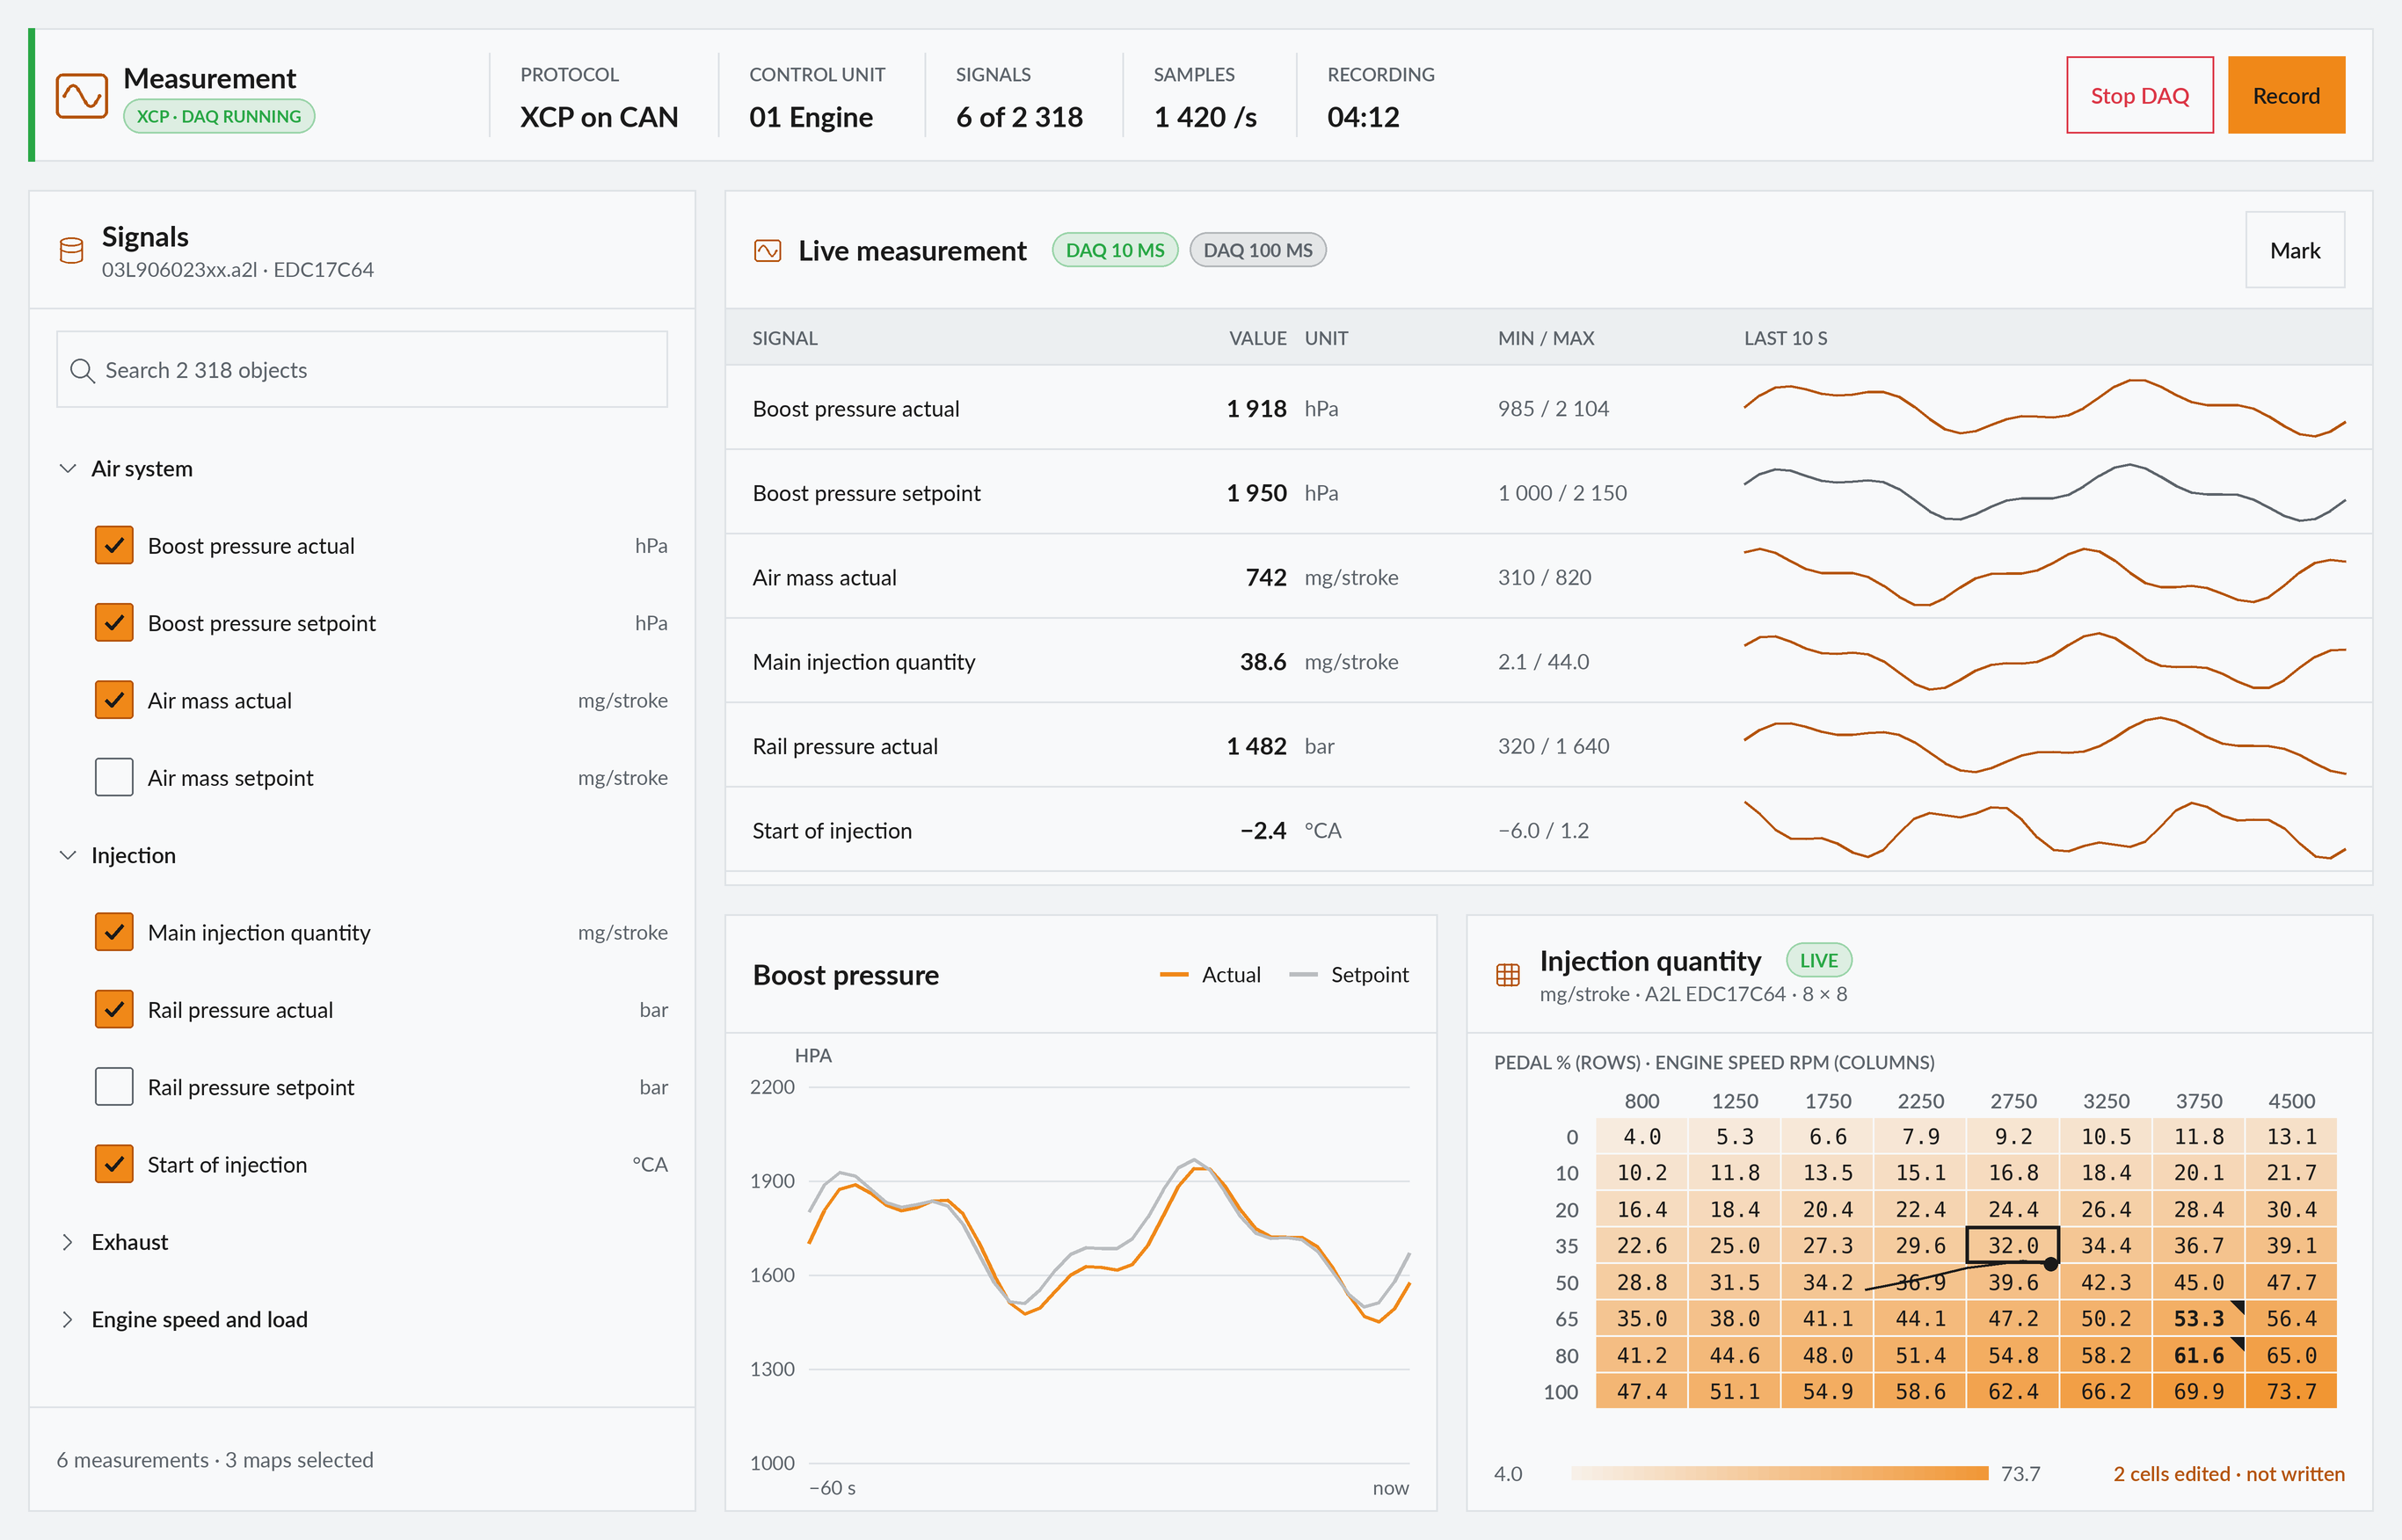 Measurement
XCP · DAQ RUNNING
PROTOCOL
XCP on CAN
CONTROL UNIT
01 Engine
SIGNALS
6 of 2 318
SAMPLES
1 420 /s
RECORDING
04:12
Stop DAQ
Record
Signals
03L906023xx.a2l · EDC17C64
Search 2 318 objects
Air system
Boost pressure actual hPa
Boost pressure setpoint hPa
Air mass actual mg/stroke
Air mass setpoint mg/stroke
Injection
Main injection quantity mg/stroke
Rail pressure actual bar
Rail pressure setpoint bar
Start of injection °CA
Exhaust
Engine speed and load
6 measurements · 3 maps selected
Live measurement DAQ 10 MS DAQ 100 MS
Mark
SIGNAL VALUE UNIT MIN / MAX LAST 10 S
Boost pressure actual 1 918 hPa 985 / 2 104
Boost pressure setpoint 1 950 hPa 1 000 / 2 150
Air mass actual 742 mg/stroke 310 / 820
Main injection quantity 38.6 mg/stroke 2.1 / 44.0
Rail pressure actual 1 482 bar 320 / 1 640
Start of injection −2.4 °CA −6.0 / 1.2
Boost pressure
Actual Setpoint
HPA
2200
1900
1600
1300
1000
−60 s now
Injection quantity LIVE
mg/stroke · A2L EDC17C64 · 8 × 8
PEDAL % (ROWS) · ENGINE SPEED RPM (COLUMNS)
800 1250 1750 2250 2750 3250 3750 4500
0 4.0 5.3 6.6 7.9 9.2 10.5 11.8 13.1
10 10.2 11.8 13.5 15.1 16.8 18.4 20.1 21.7
20 16.4 18.4 20.4 22.4 24.4 26.4 28.4 30.4
35 22.6 25.0 27.3 29.6 32.0 34.4 36.7 39.1
50 28.8 31.5 34.2 36.9 39.6 42.3 45.0 47.7
65 35.0 38.0 41.1 44.1 47.2 50.2 53.3 56.4
80 41.2 44.6 48.0 51.4 54.8 58.2 61.6 65.0
100 47.4 51.1 54.9 58.6 62.4 66.2 69.9 73.7
4.0 73.7
2 cells edited · not written